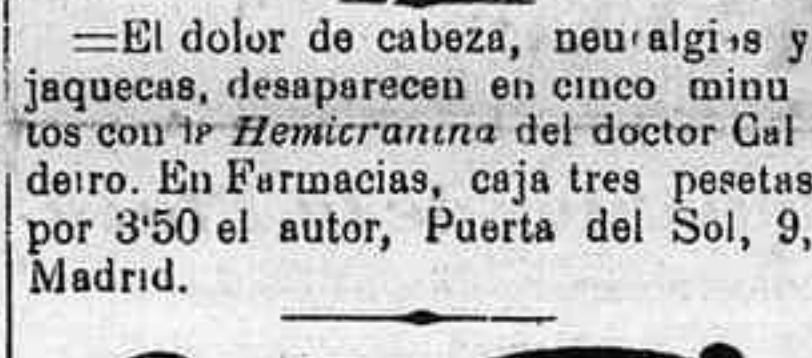 =El dolor de cabeza, neuralgias y
jaquecas, desaparecen en cinco minu
tos con la Hemicranina del doctor Cal
deiro. En Farmacias, caja tres pesetas
por 3'50 el autor, Puerta del Sol, 9,
Madrid.